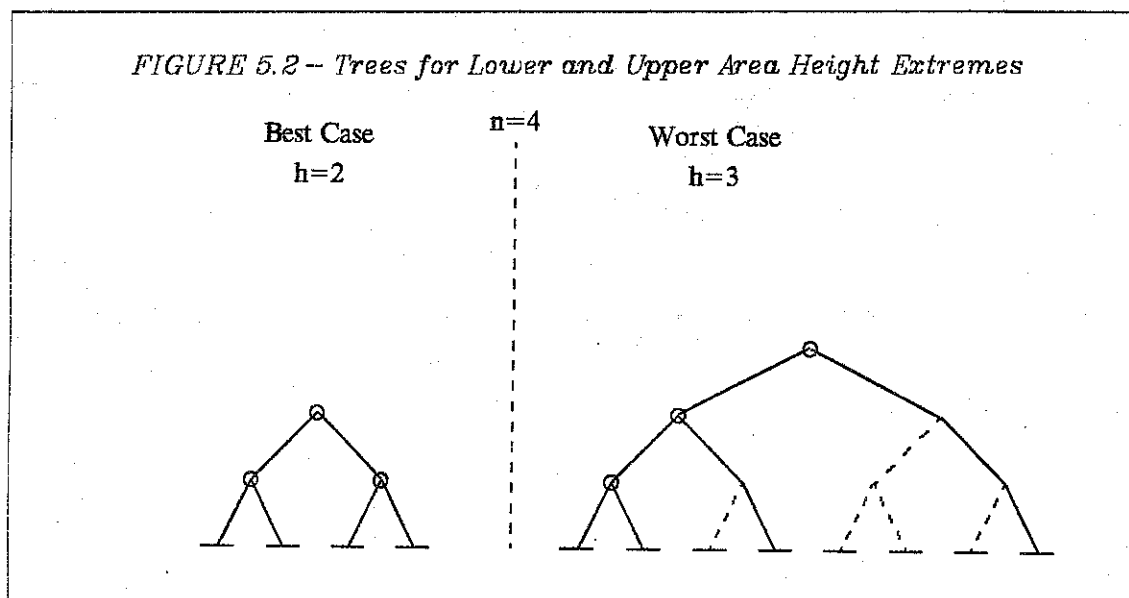 FIGURE 5.2 -- Trees for Lower and Upper Area Height Extremes
Best Case
h=2
n=4
Worst Case
h=3